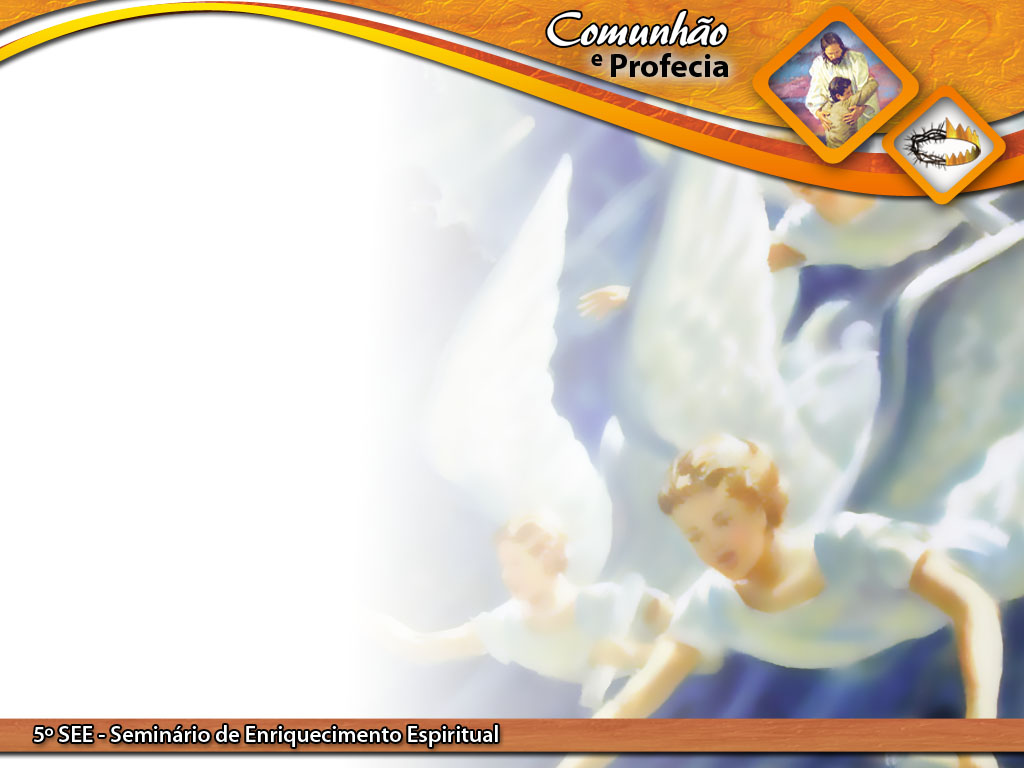 Comunhão
e Profecia
5º SEE - Seminário de Enriquecimento Espiritual